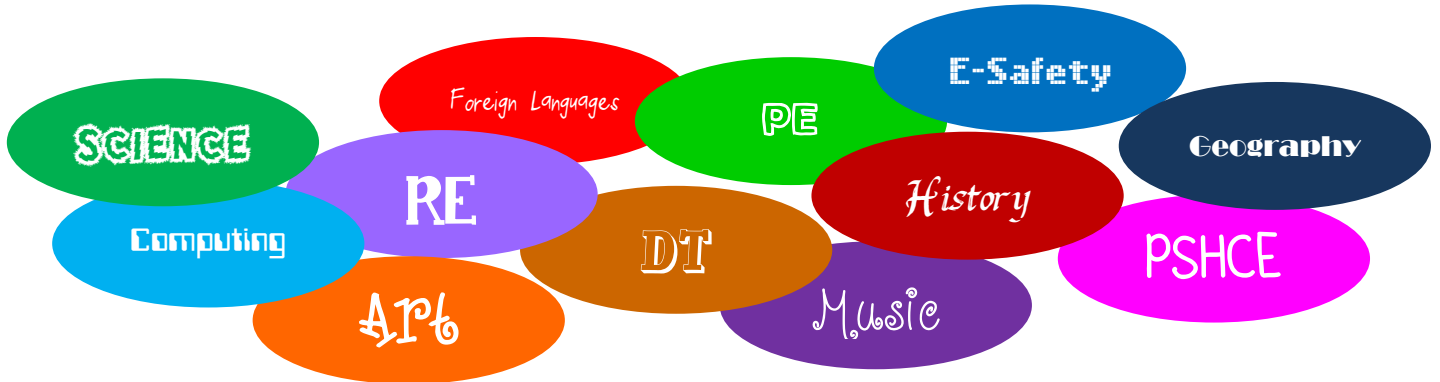 E-Safety
Foreign Languages
PE
SCIENCE
Geography
RE
History
Computing
DT
PSHCE
Art
Music